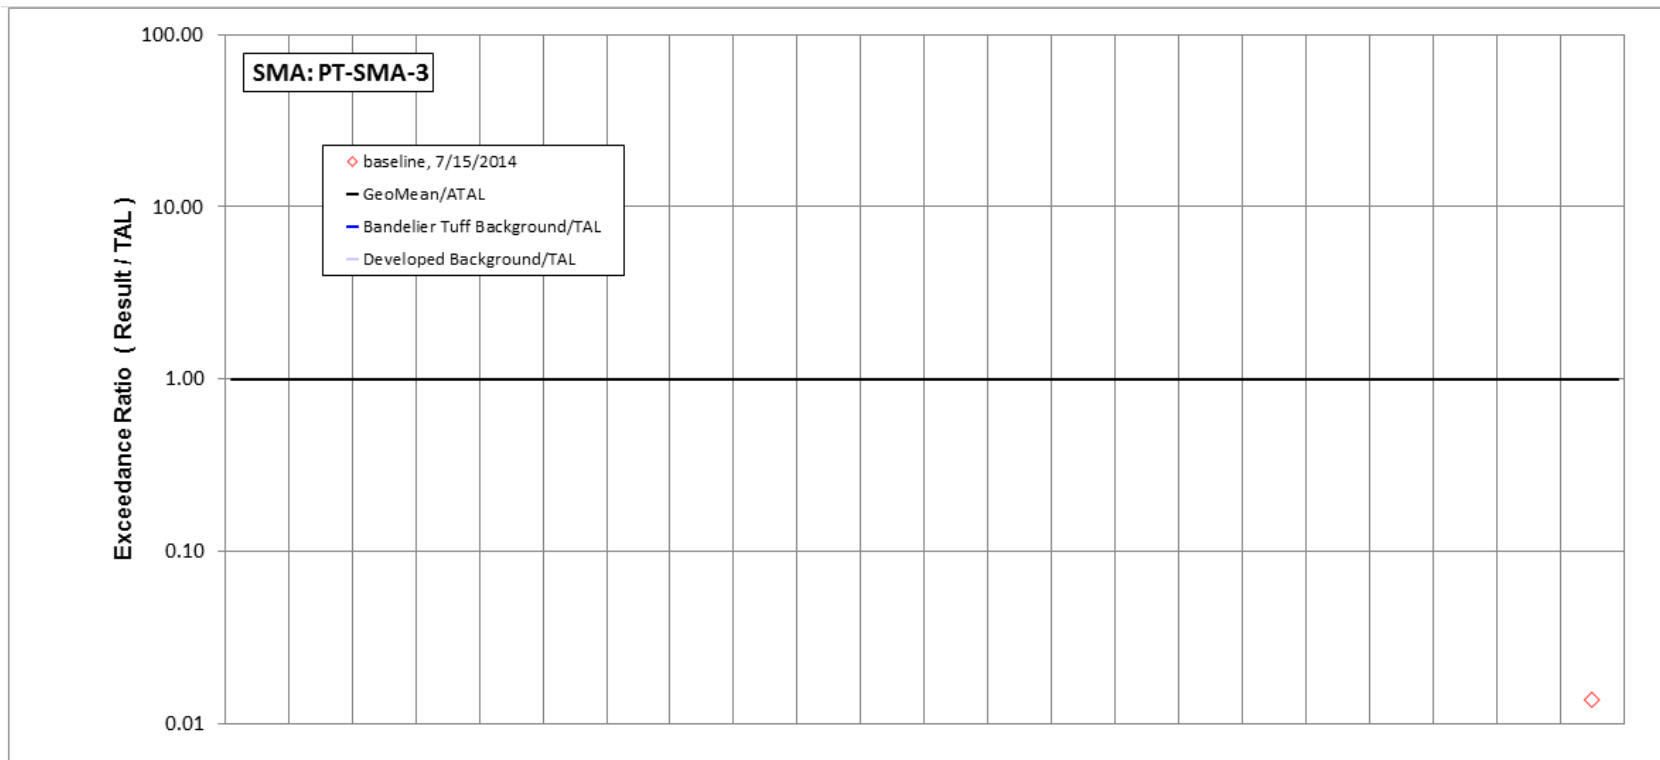 100.00
SMA: PT-SMA-3
baseline, 7/15/2014
GeoMean/ATAL
Bandelier Tuff Background/TAL
Developed Background/TAL
10.00
1.00
0.10
0.01
Exceedance Ratio ( Result / TAL )